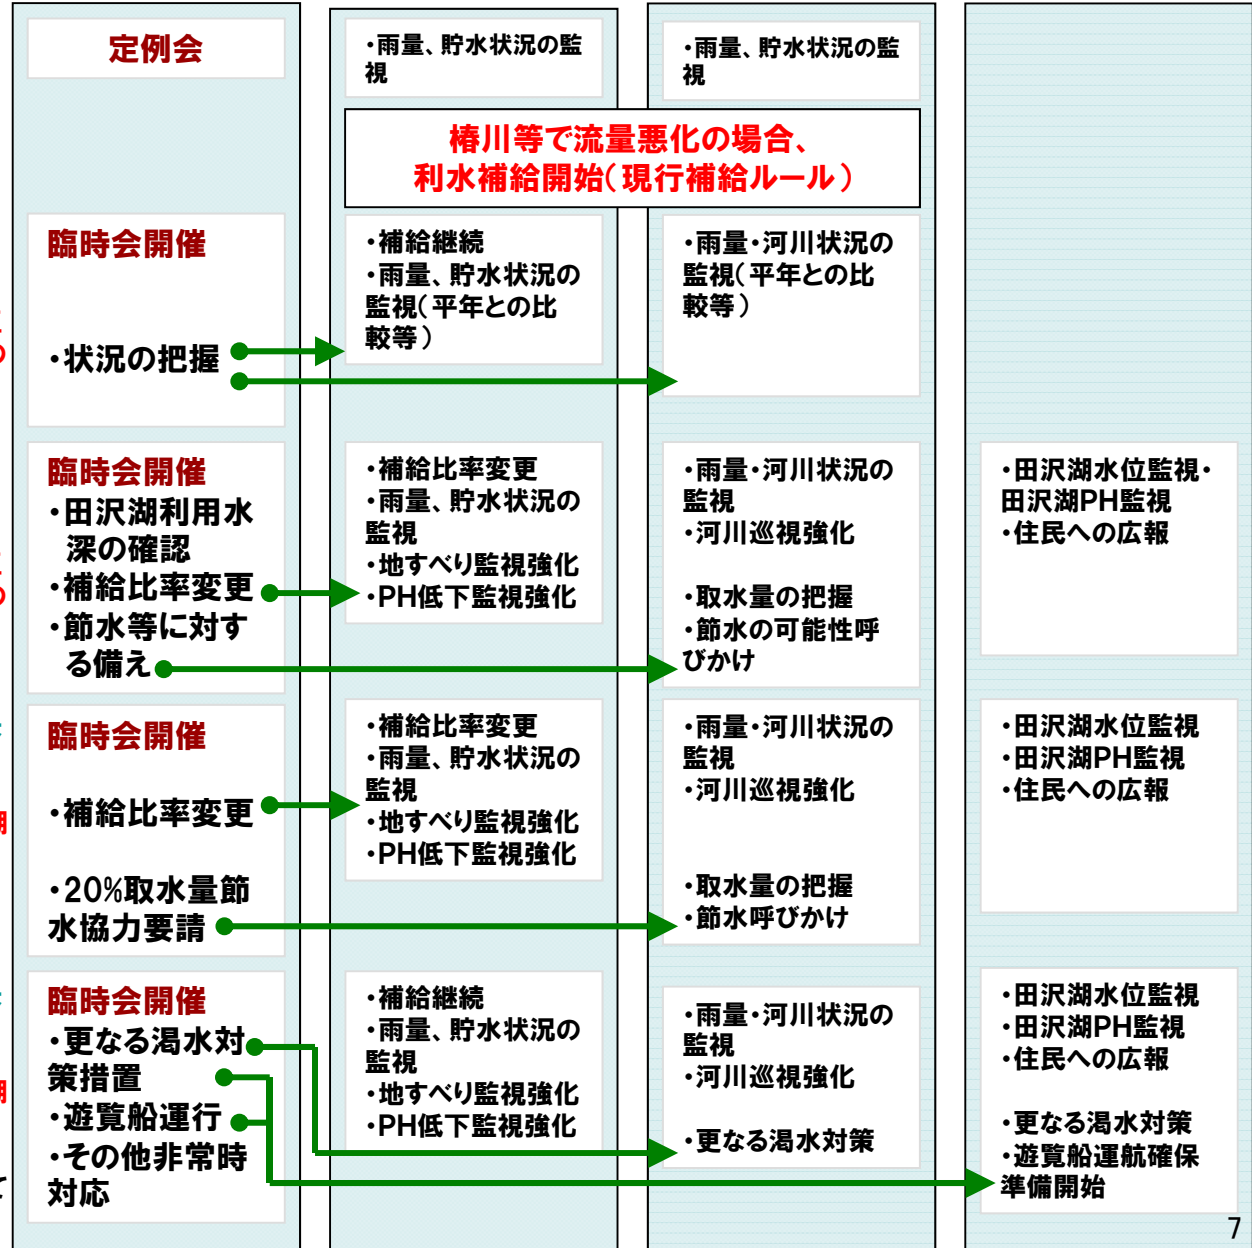 定例会
・雨量、貯水状況の監
視
・雨量、貯水状況の監
視
椿川等で流量悪化の場合、
利水補給開始(現行補給ルール)
臨時会開催
・状況の把握
・補給継続
・雨量、貯水状況の
監視(平年との比
較等)
・雨量・河川状況の
監視(平年との比
較等)
臨時会開催
・田沢湖利用水
深の確認
・補給比率変更
・節水等に対す
る備え
・補給比率変更
・雨量、貯水状況の
監視
・地すべり監視強化
・PH低下監視強化
・雨量・河川状況の
監視
・河川巡視強化
・取水量の把握
・節水の可能性呼
びかけ
・田沢湖水位監視・
田沢湖PH監視
・住民への広報
臨時会開催
・補給比率変更
・20%取水量節
水協力要請
・補給比率変更
・雨量、貯水状況の
監視
・地すべり監視強化
・PH低下監視強化
・雨量・河川状況の
監視
・河川巡視強化
・取水量の把握
・節水呼びかけ
・田沢湖水位監視
・田沢湖PH監視
・住民への広報
臨時会開催
・更なる渇水対
策措置
・遊覧船運行
・その他非常時
対応
・補給継続
・雨量、貯水状況の
監視
・地すべり監視強化
・PH低下監視強化
・雨量・河川状況の
監視
・河川巡視強化
・更なる渇水対策
・田沢湖水位監視
・田沢湖PH監視
・住民への広報
・更なる渇水対策
・遊覧船運航確保
準備開始
7